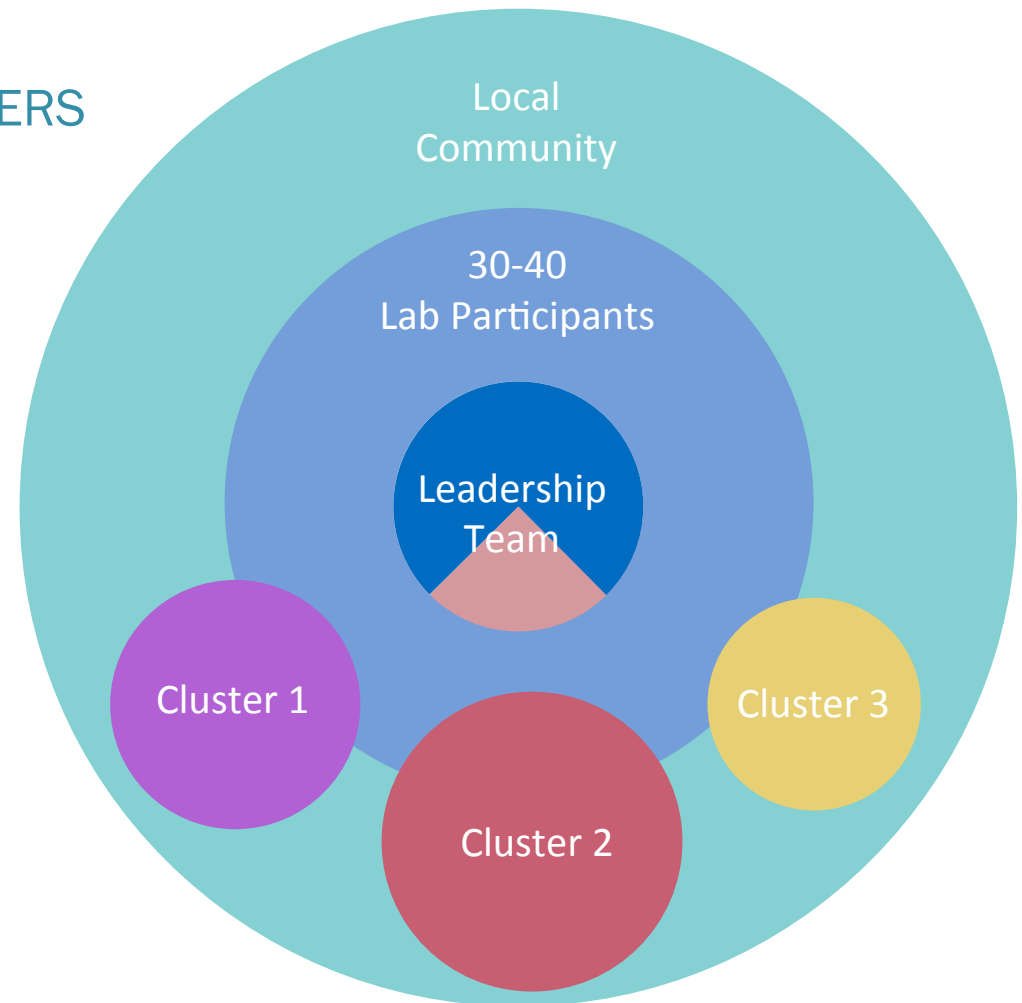 ERS
Local
Community
30-40
Lab Participants
Leadership
Team
Cluster 1
Cluster 3
Cluster 2